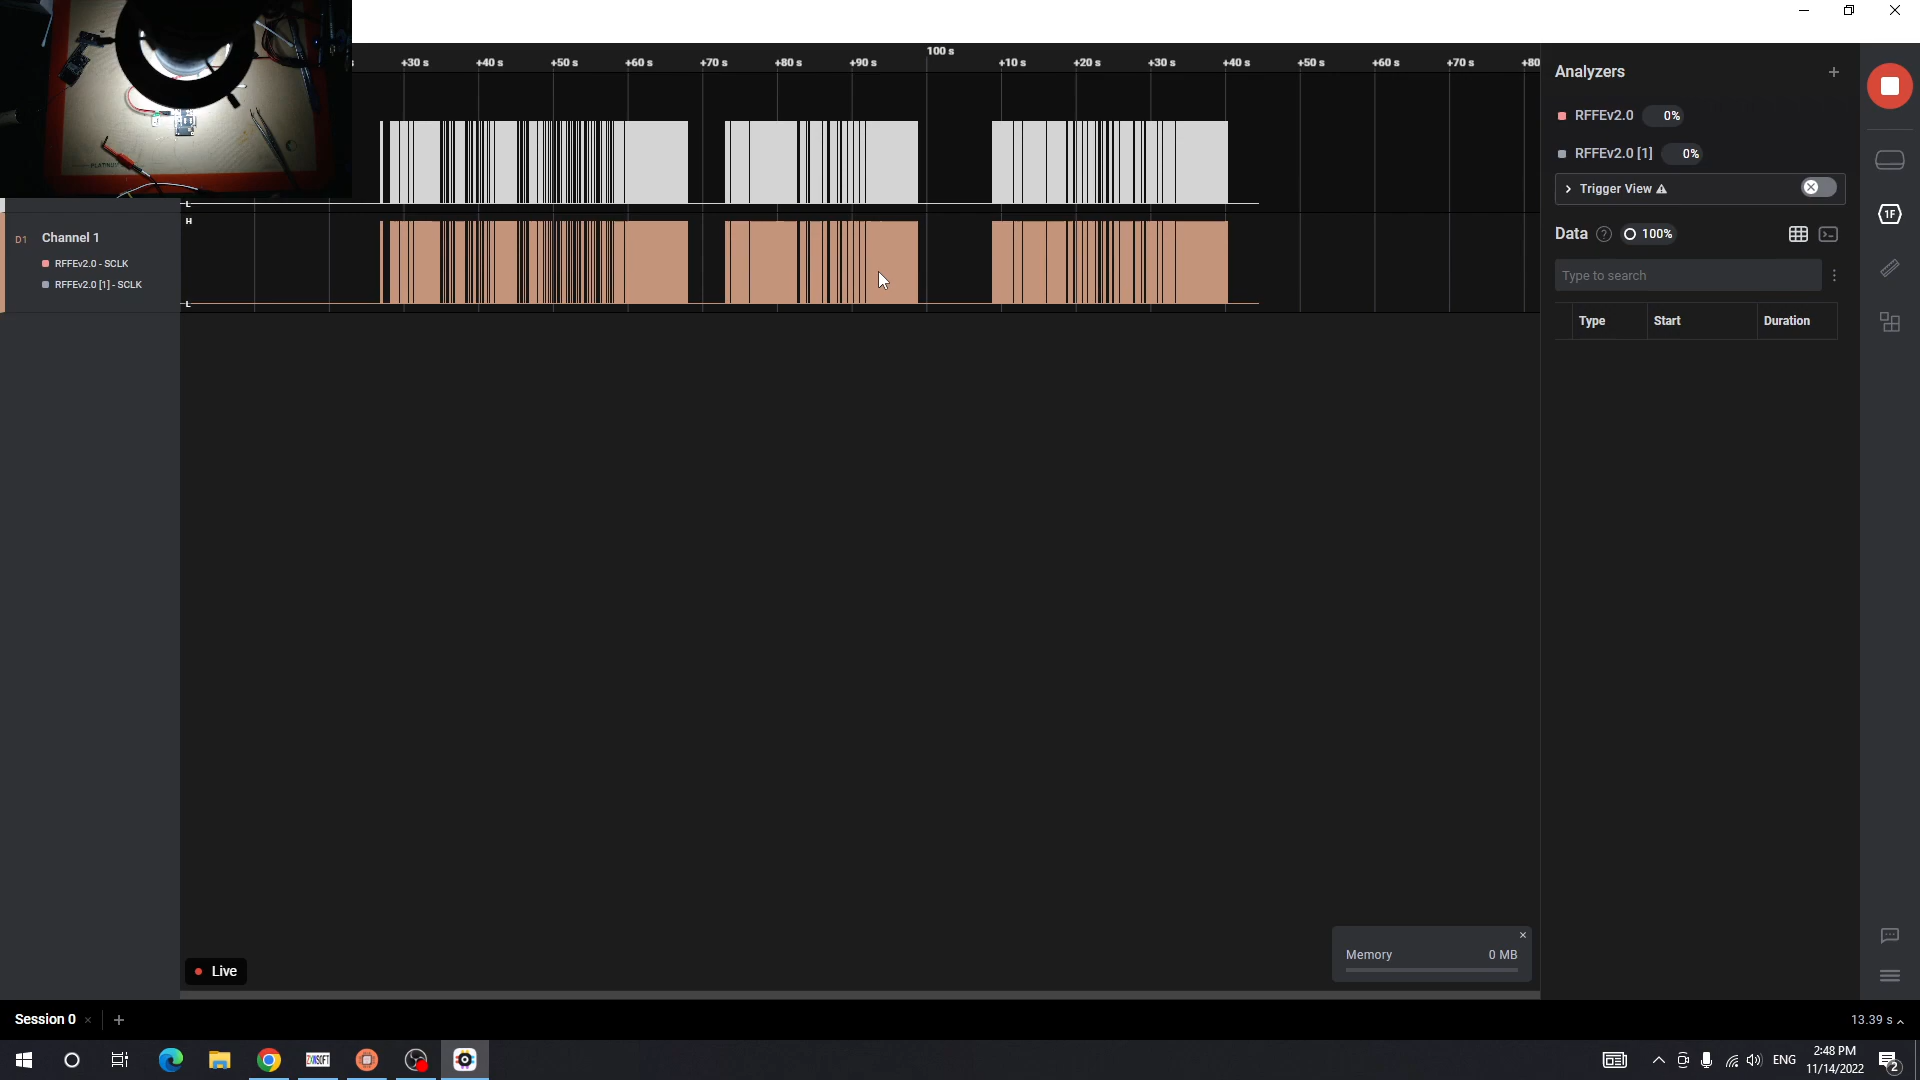 100 s
+30 s +40 s +50 s +60 s +70 s +80 s +90 s +10 s +20 s +30 s +40 s +50 s +60 s +70 s +80
L
H
D1 Channel 1
RFFEv2.0 - SCLK
RFFEv2.0 [1] - SCLK
L
Live
Memory 0 MB
Analyzers
RFFEv2.0 0%
RFFEv2.0 [1] 0%
Trigger View
Data ? 100%
Type to search
Type Start Duration
1F
Session 0
13.39 s
ZXWSOFT
ENG
2:48 PM
11/14/2022
2